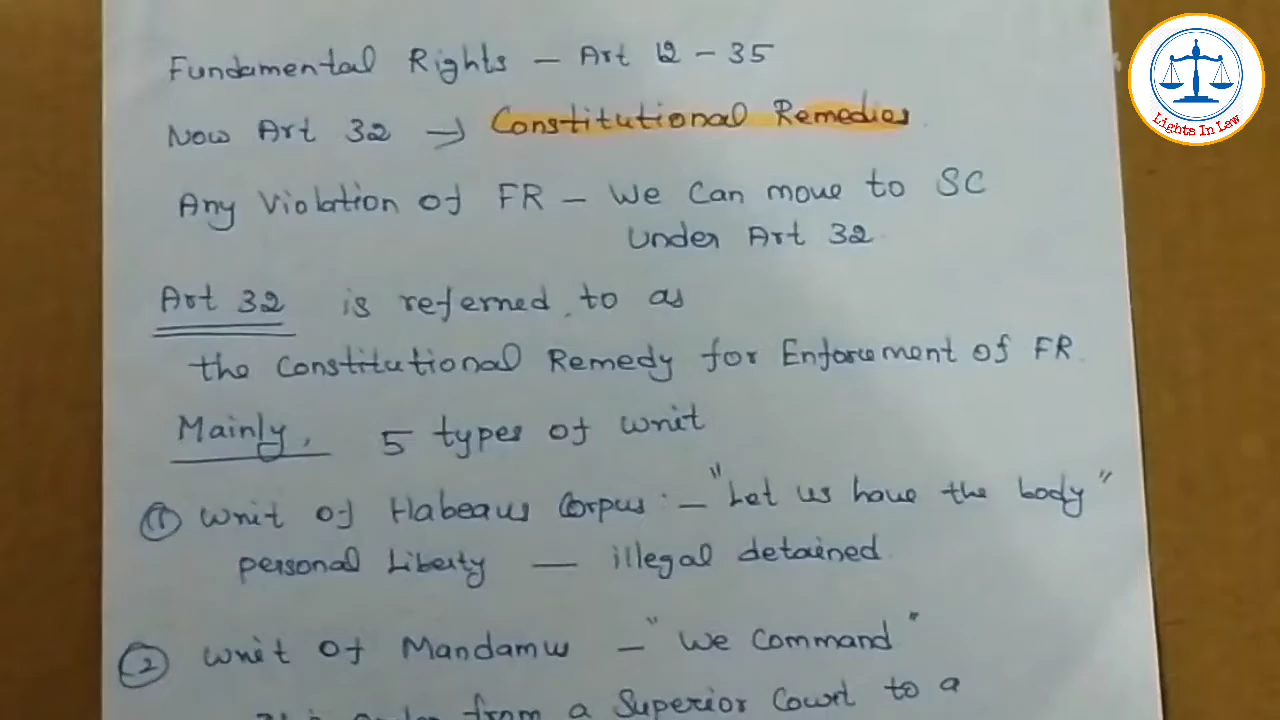 Fundamental Rights - Art 12 - 35
Now Art 32 → Constitutional Remedies.
Any Violation of FR - We Can move to SC
Under Art 32.
Art 32 is referred to as
the Constitutional Remedy for Enforcement of FR.
Mainly, 5 types of writ
① Writ of Habeaus Corpus :- "Let us have the body"
personal Liberty — illegal detained.
② Writ of Mandamus - "We Command"
order from a Superior Court to a
Lights In Law